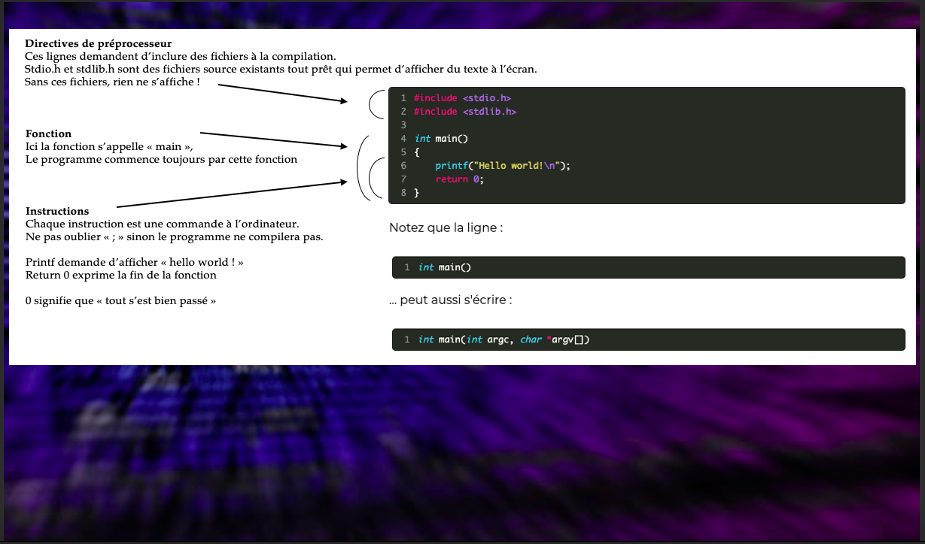 Directives de préprocesseur
Ces lignes demandent d'inclure des fichiers à la compilation.
Stdio.h et stdlib.h sont des fichiers source existants tout prêt qui permet d'afficher du texte à l'écran.
Sans ces fichiers, rien ne s'affiche !
Fonction
Ici la fonction s'appelle « main »,
Le programme commence toujours par cette fonction
Instructions
Chaque instruction est une commande à l'ordinateur.
Ne pas oublier « ; » sinon le programme ne compilera pas.
Printf demande d'afficher « hello world ! »
Return 0 exprime la fin de la fonction
0 signifie que « tout s'est bien passé »
1 #include <stdio.h>
2 #include <stdlib.h>
3
4 int main()
5 {
6     printf("Hello world!\n");
7     return 0;
8 }
Notez que la ligne :
1 int main()
... peut aussi s'écrire :
1 int main(int argc, char *argv[])